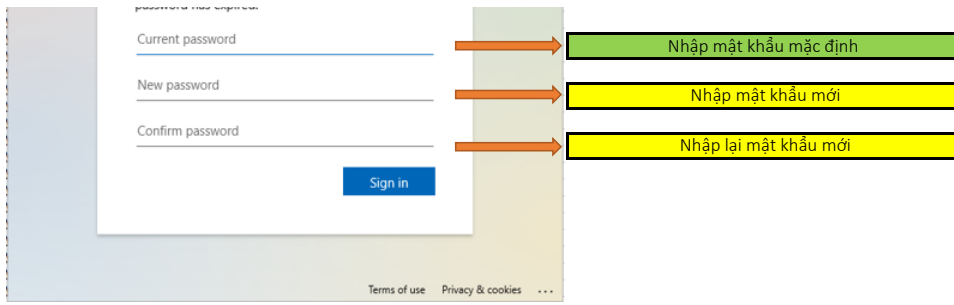 password has expired.
Current password
Nhập mật khẩu mặc định
New password
Nhập mật khẩu mới
Confirm password
Nhập lại mật khẩu mới
Sign in
Terms of use Privacy & cookies ...